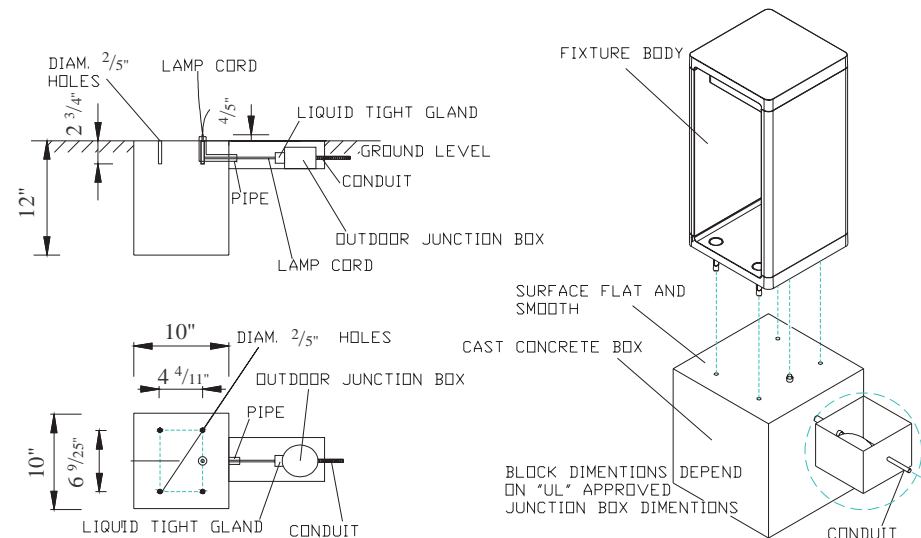 DIAM. 2/5"
HOLES
LAMP CORD
2 3/4"
4/5"
LIQUID TIGHT GLAND
GROUND LEVEL
CONDUIT
PIPE
12"
OUTDOOR JUNCTION BOX
LAMP CORD
FIXTURE BODY
SURFACE FLAT AND
SMOOTH
CAST CONCRETE BOX
10"
DIAM. 2/5" HOLES
4 4/11"
OUTDOOR JUNCTION BOX
PIPE
10"
6 9/25"
LIQUID TIGHT GLAND
CONDUIT
BLOCK DIMENTIONS DEPEND
ON "UL" APPROVED
JUNCTION BOX DIMENTIONS
CONDUIT